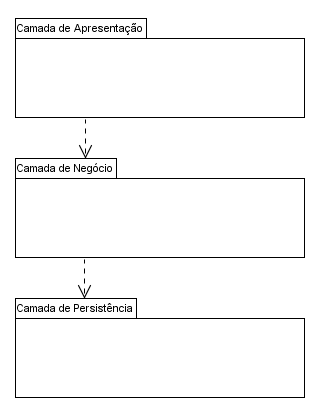 Camada de Apresentação
Camada de Negócio
Camada de Persistência